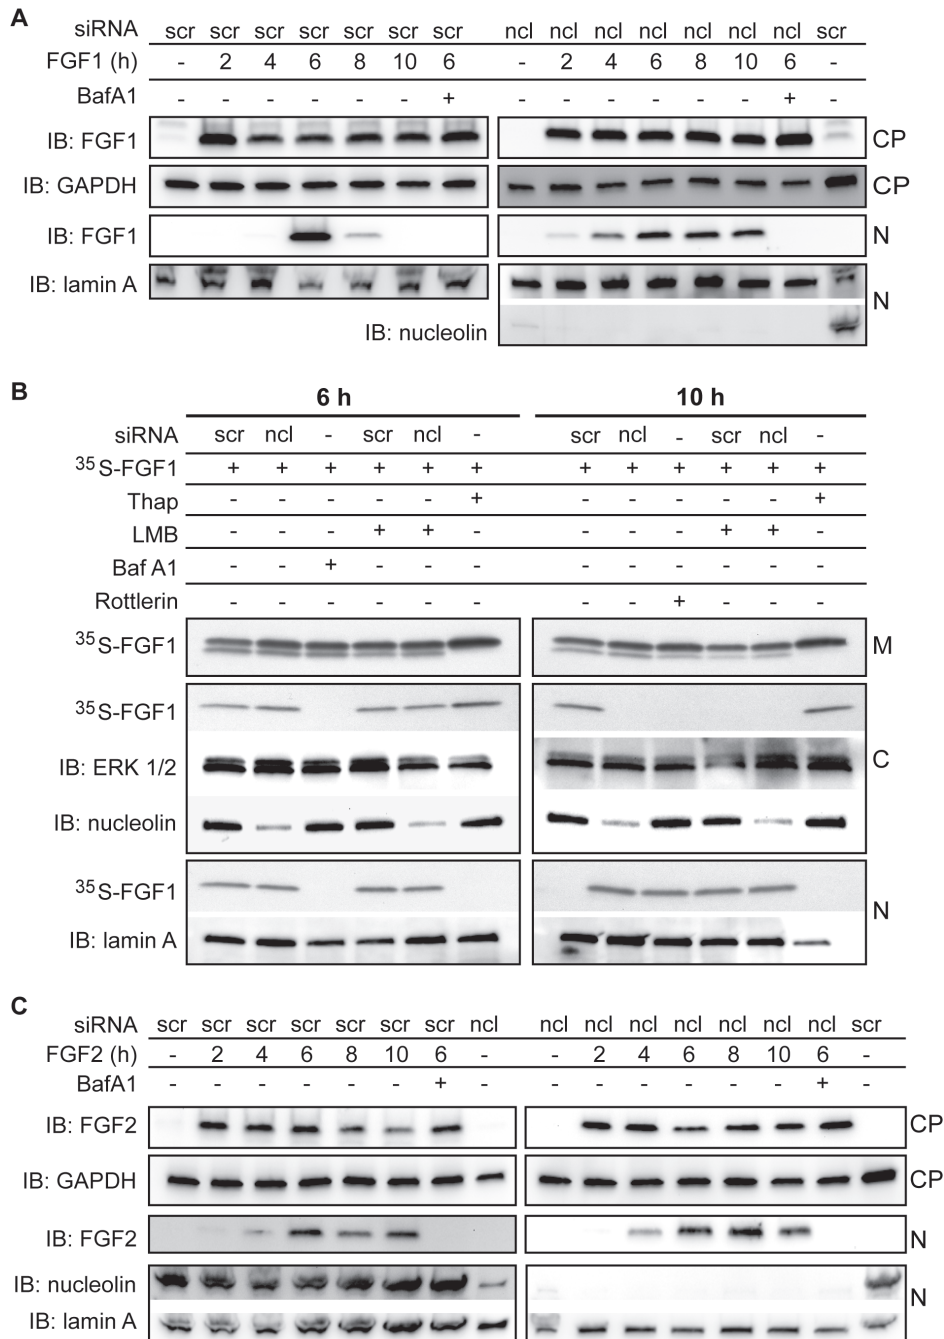 A
siRNA scr scr scr scr scr scr scr ncl ncl ncl ncl ncl ncl ncl scr
FGF1 (h) - 2 4 6 8 10 6 - 2 4 6 8 10 6 -
BafA1 - - - - - - + - - - - - - + -
IB: FGF1 CP
IB: GAPDH CP
IB: FGF1 N
IB: lamin A N
IB: nucleolin
B
6 h 10 h
siRNA scr ncl - scr ncl - scr ncl - scr ncl -
35S-FGF1 + + + + + + + + + + + +
Thap - - - - - + - - - - - +
LMB - - - + + - - - - + + -
Baf A1 - - + - - - - - - - - -
Rottlerin - - - - - - - - + - - -
35S-FGF1 M
35S-FGF1
IB: ERK 1/2 C
IB: nucleolin
35S-FGF1 N
IB: lamin A
C
siRNA scr scr scr scr scr scr scr ncl ncl ncl ncl ncl ncl ncl ncl scr
FGF2 (h) - 2 4 6 8 10 6 - - 2 4 6 8 10 6 -
BafA1 - - - - - - + - - - - - - - + -
IB: FGF2 CP
IB: GAPDH CP
IB: FGF2 N
IB: nucleolin N
IB: lamin A